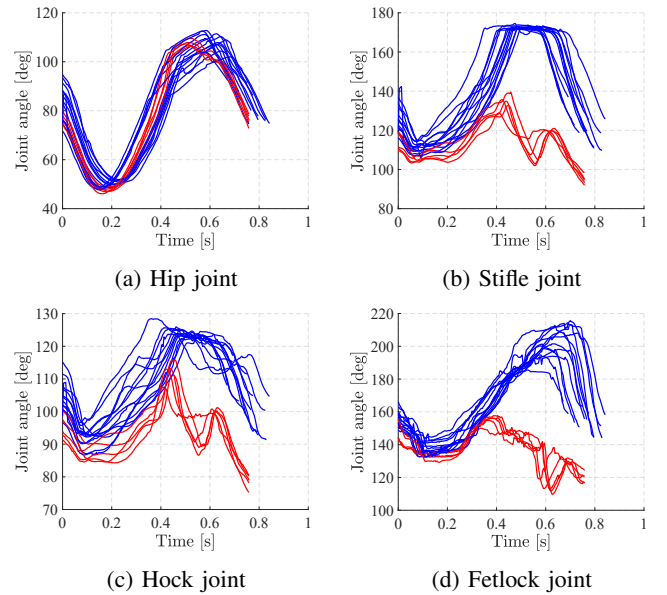 120
100
80
60
40
Joint angle [deg]
0 0.2 0.4 0.6 0.8 1
Time [s]
(a) Hip joint
180
160
140
120
100
80
Joint angle [deg]
0 0.2 0.4 0.6 0.8 1
Time [s]
(b) Stifle joint
130
120
110
100
90
80
70
Joint angle [deg]
0 0.2 0.4 0.6 0.8 1
Time [s]
(c) Hock joint
220
200
180
160
140
120
100
Joint angle [deg]
0 0.2 0.4 0.6 0.8 1
Time [s]
(d) Fetlock joint